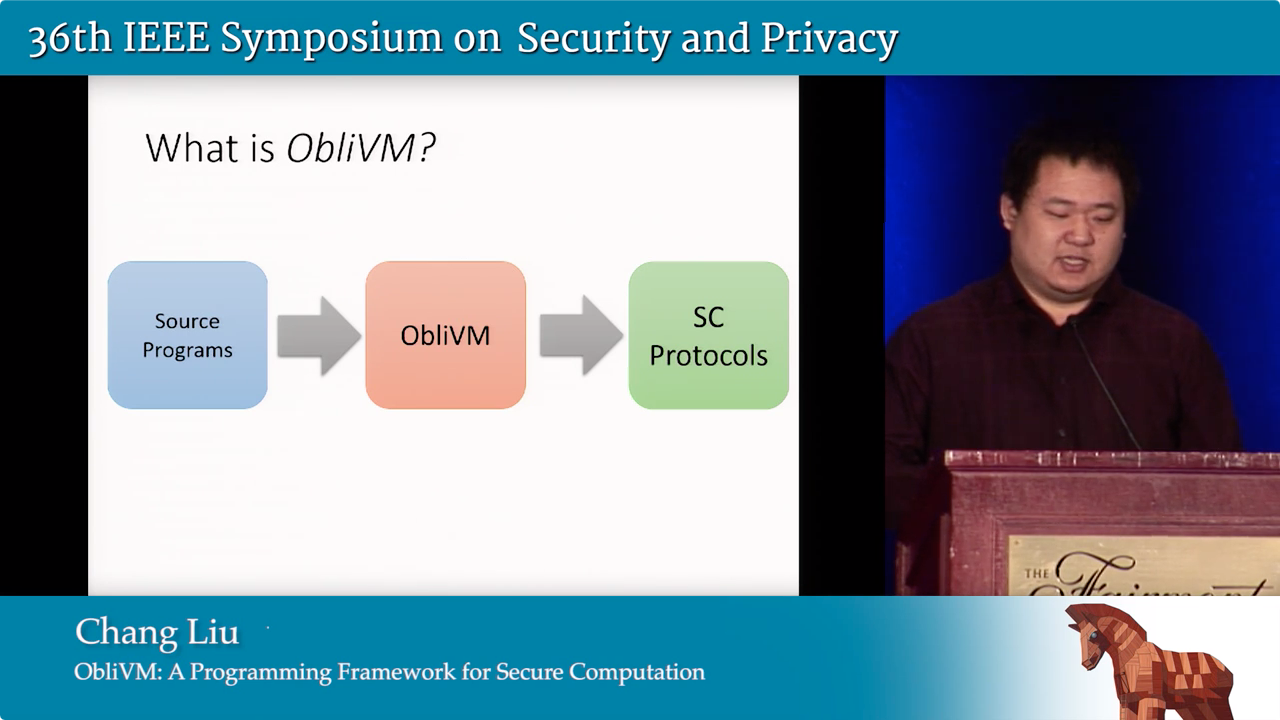 36th IEEE Symposium on Security and Privacy
What is ObliVM?
Source
Programs
ObliVM
SC
Protocols
THE
Fairmont
Chang Liu
ObliVM: A Programming Framework for Secure Computation